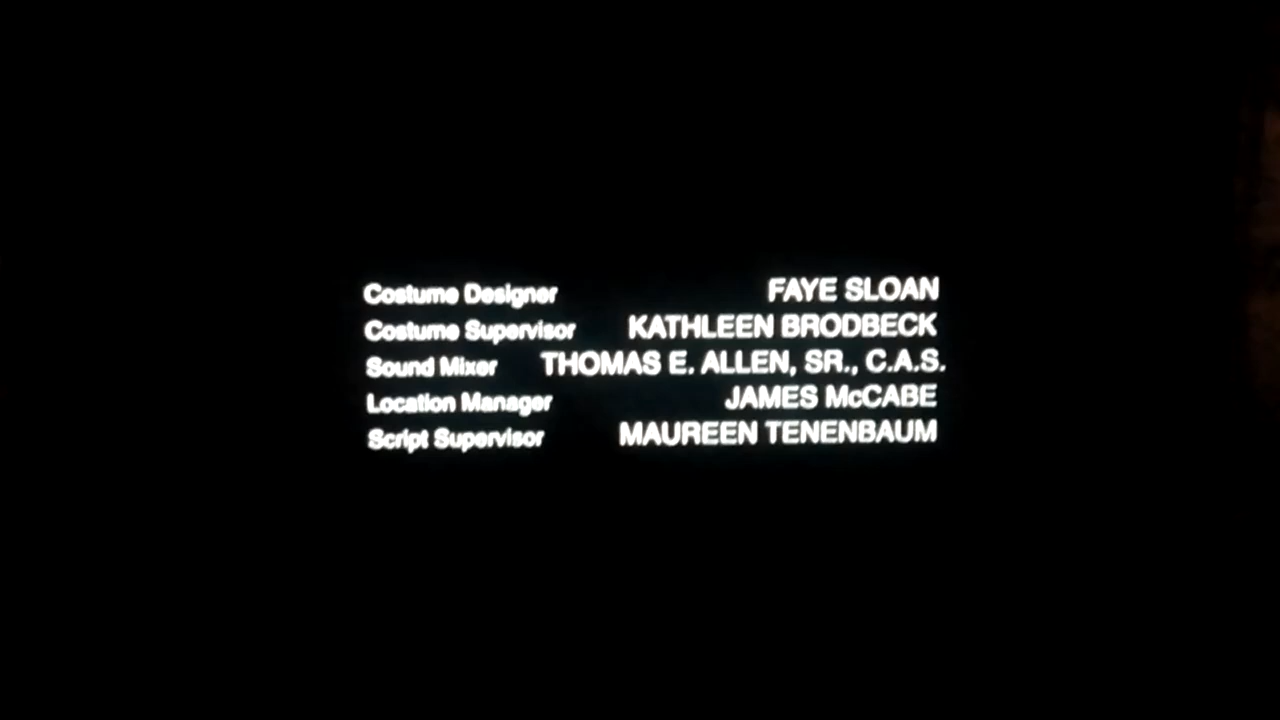 Costume Designer FAYE SLOAN
Costume Supervisor KATHLEEN BRODBECK
Sound Mixer THOMAS E. ALLEN, SR., C.A.S.
Location Manager JAMES McCABE
Script Supervisor MAUREEN TENENBAUM